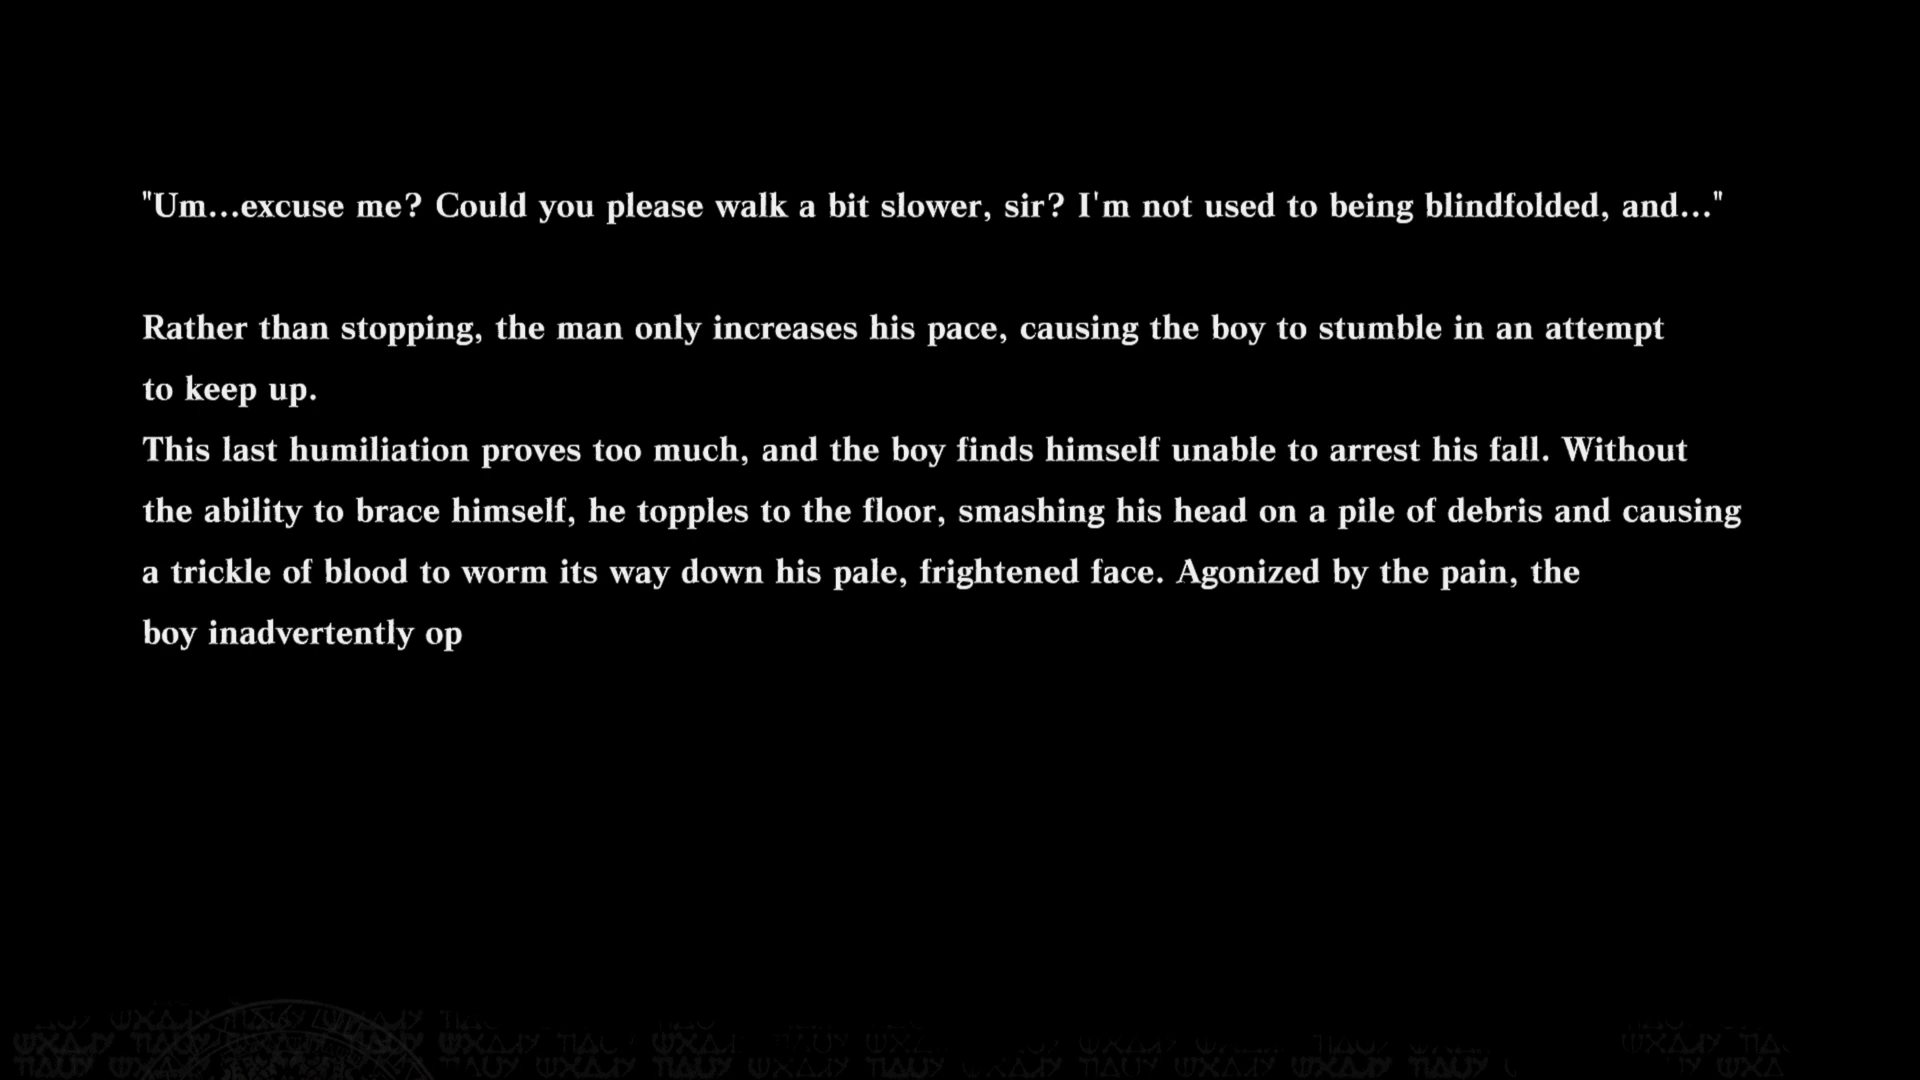 "Um...excuse me? Could you please walk a bit slower, sir? I'm not used to being blindfolded, and..."
Rather than stopping, the man only increases his pace, causing the boy to stumble in an attempt
to keep up.
This last humiliation proves too much, and the boy finds himself unable to arrest his fall. Without
the ability to brace himself, he topples to the floor, smashing his head on a pile of debris and causing
a trickle of blood to worm its way down his pale, frightened face. Agonized by the pain, the
boy inadvertently op